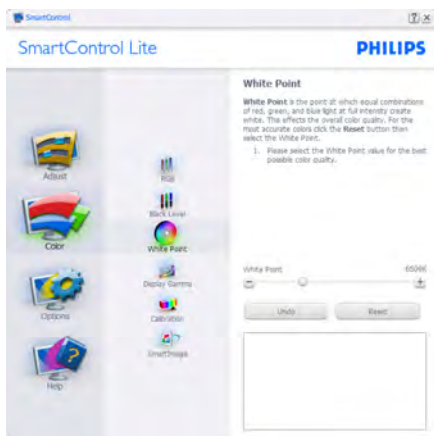 SmartControl
SmartControl Lite
PHILIPS
Adjust
Color
Options
Help
RGB
Black Level
White Point
Display Gamma
Calibration
SmartImage
White Point
White Point is the point at which equal combinations
of red, green, and blue light at full intensity create
white. This effects the overall color quality. For the
most accurate colors click the Reset button then
select the White Point.
1. Please select the White Point value for the best
possible color quality.
White Point 6500K
Undo Reset